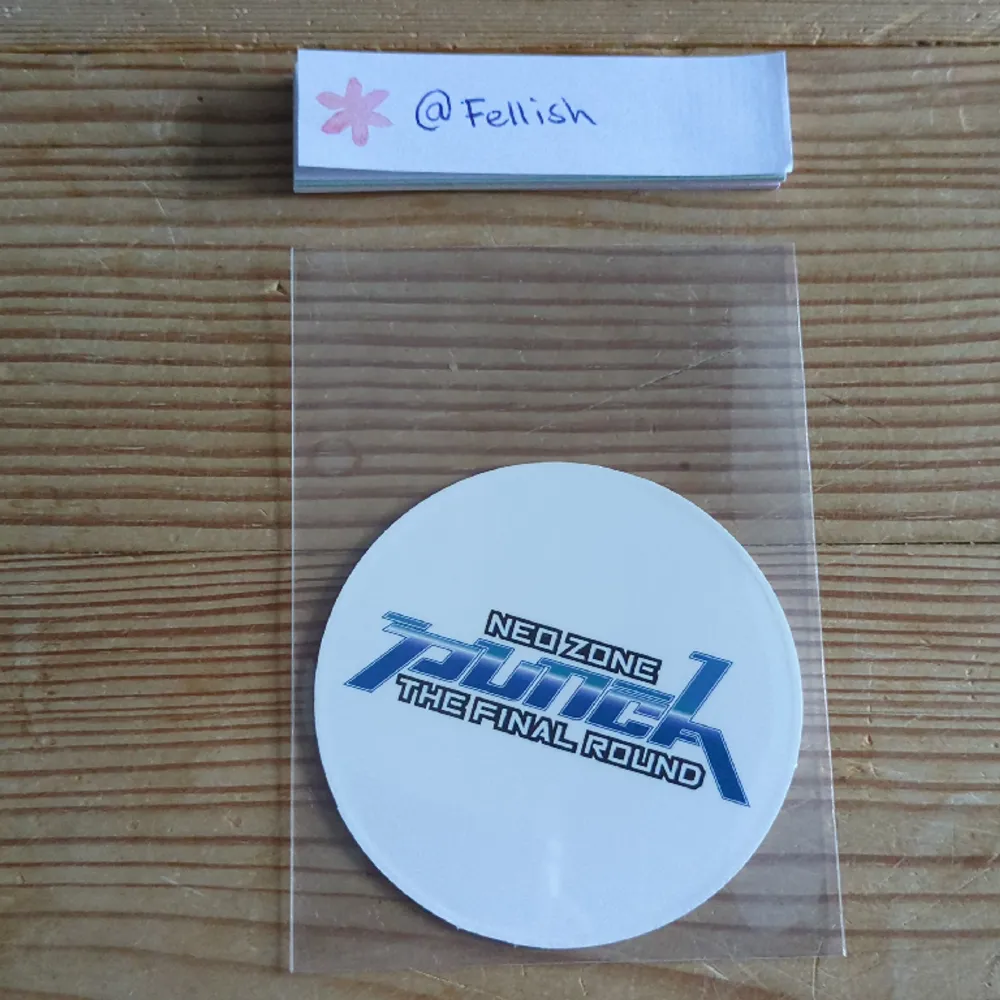 @Fellish
NEO ZONE
PUNCH
THE FINAL ROUND